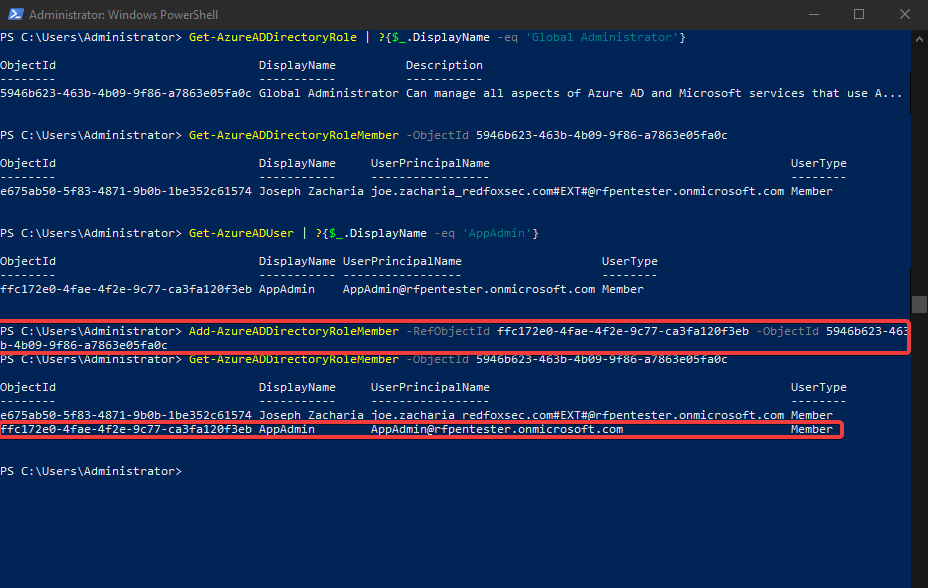 Administrator: Windows PowerShell
PS C:\Users\Administrator> Get-AzureADDirectoryRole | ?{$_.DisplayName -eq 'Global Administrator'}
ObjectId DisplayName Description
-------- ----------- -----------
5946b623-463b-4b09-9f86-a7863e05fa0c Global Administrator Can manage all aspects of Azure AD and Microsoft services that use A...
PS C:\Users\Administrator> Get-AzureADDirectoryRoleMember -ObjectId 5946b623-463b-4b09-9f86-a7863e05fa0c
ObjectId DisplayName UserPrincipalName UserType
-------- ----------- ----------------- --------
e675ab50-5f83-4871-9b0b-1be352c61574 Joseph Zacharia joe.zacharia_redfoxsec.com#EXT#@rfpentester.onmicrosoft.com Member
PS C:\Users\Administrator> Get-AzureADUser | ?{$_.DisplayName -eq 'AppAdmin'}
ObjectId DisplayName UserPrincipalName UserType
-------- ----------- ----------------- --------
ffc172e0-4fae-4f2e-9c77-ca3fa120f3eb AppAdmin AppAdmin@rfpentester.onmicrosoft.com Member
PS C:\Users\Administrator> Add-AzureADDirectoryRoleMember -RefObjectId ffc172e0-4fae-4f2e-9c77-ca3fa120f3eb -ObjectId 5946b623-463
b-4b09-9f86-a7863e05fa0c
PS C:\Users\Administrator> Get-AzureADDirectoryRoleMember -ObjectId 5946b623-463b-4b09-9f86-a7863e05fa0c
ObjectId DisplayName UserPrincipalName UserType
-------- ----------- ----------------- --------
e675ab50-5f83-4871-9b0b-1be352c61574 Joseph Zacharia joe.zacharia_redfoxsec.com#EXT#@rfpentester.onmicrosoft.com Member
ffc172e0-4fae-4f2e-9c77-ca3fa120f3eb AppAdmin AppAdmin@rfpentester.onmicrosoft.com Member
PS C:\Users\Administrator>